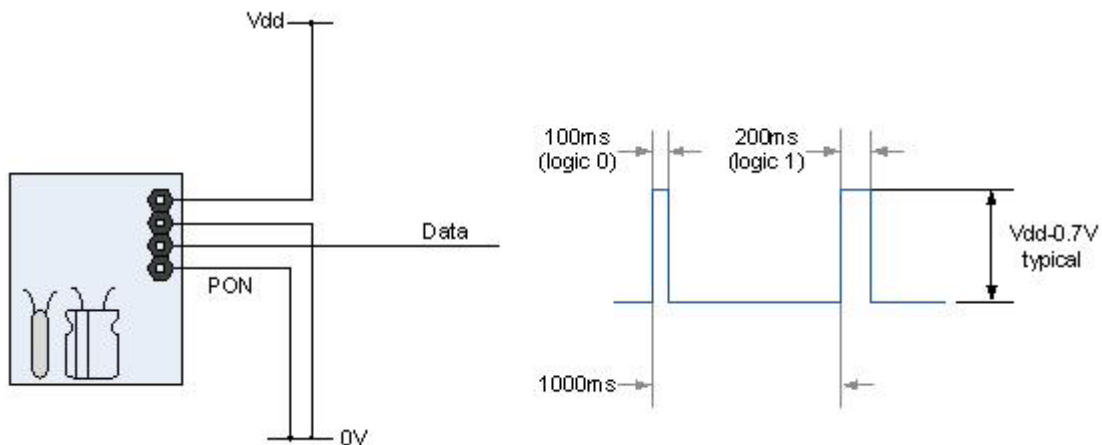 Vdd
100ms
(logic 0)
200ms
(logic 1)
Data
Vdd-0.7V
typical
PON
1000ms
0V